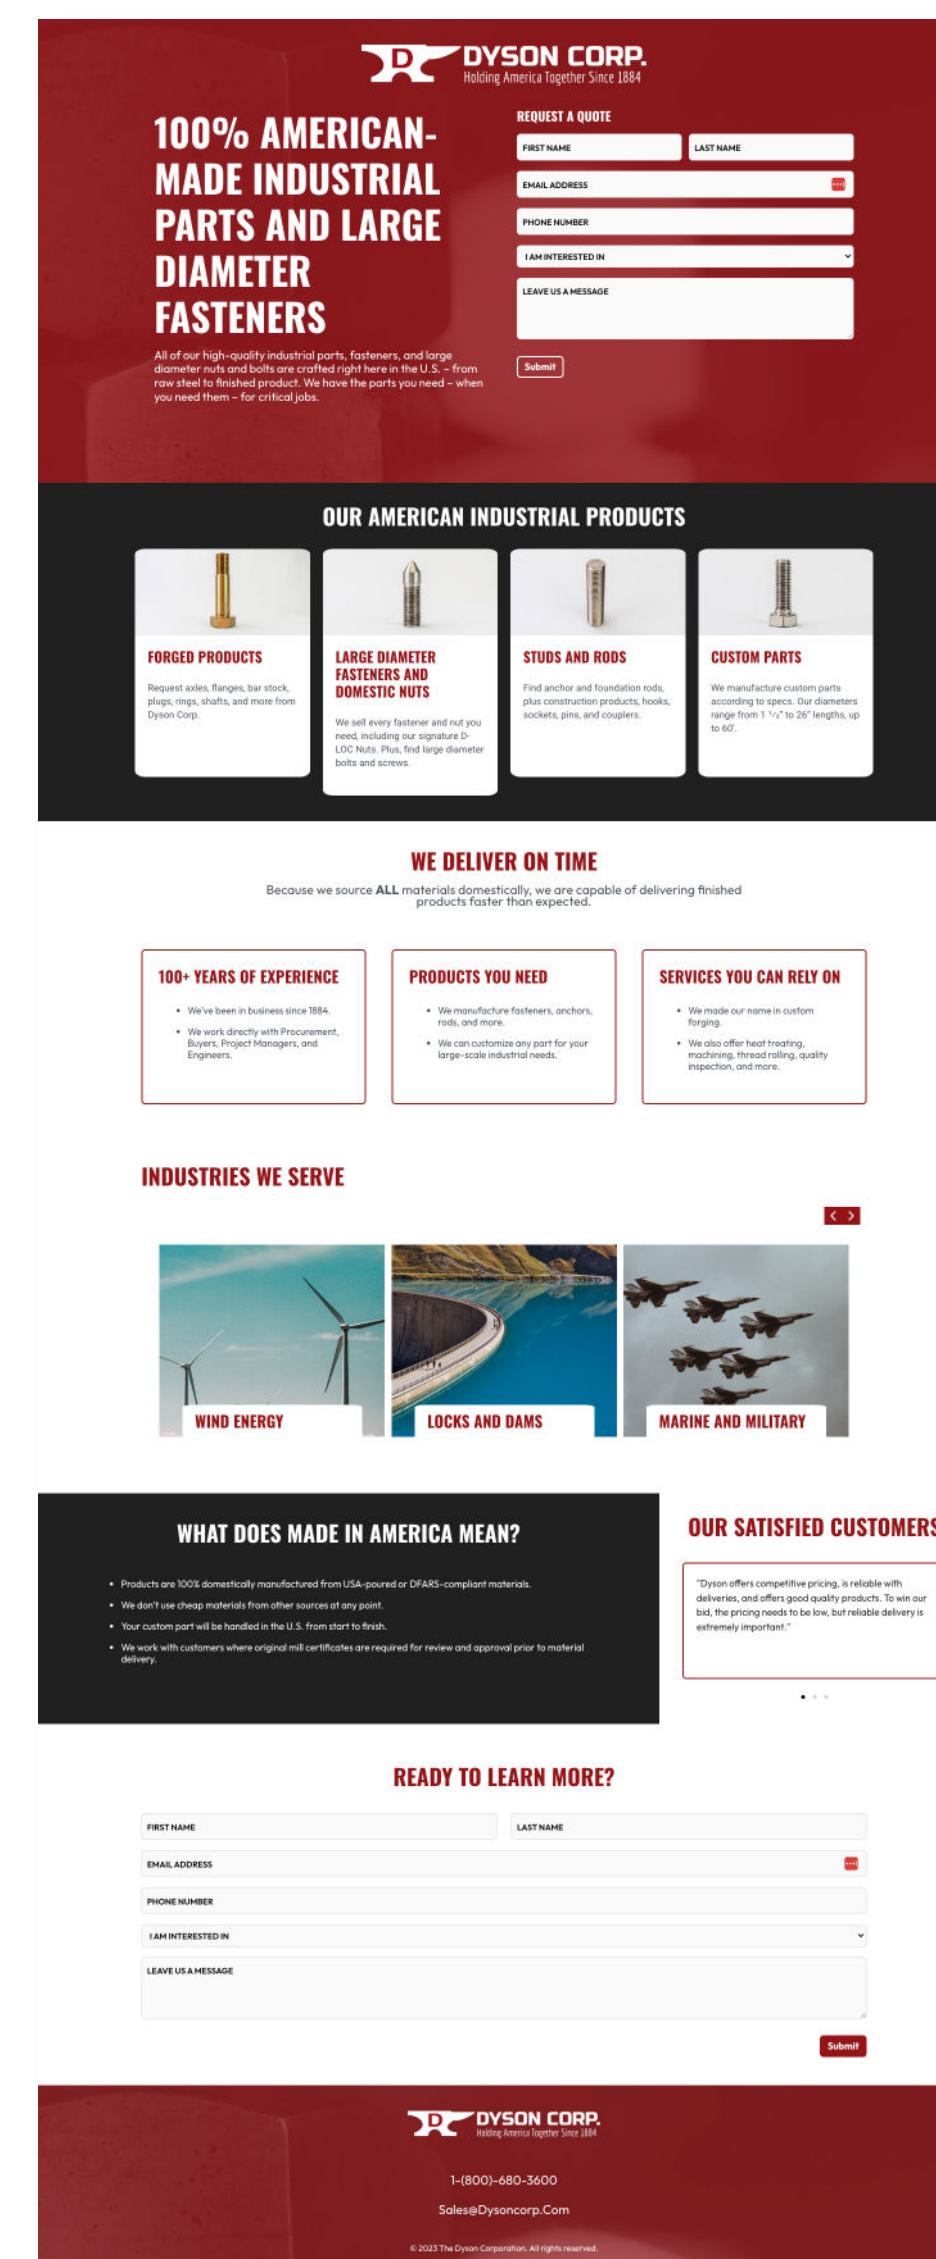 D
DYSON CORP.
Holding America Together Since 1884
100% AMERICAN-
MADE INDUSTRIAL
PARTS AND LARGE
DIAMETER
FASTENERS
All of our high-quality industrial parts, fasteners, and large
diameter nuts and bolts are crafted right here in the U.S. – from
raw steel to finished product. We have the parts you need – when
you need them – for critical jobs.
REQUEST A QUOTE
FIRST NAME
LAST NAME
EMAIL ADDRESS
PHONE NUMBER
I AM INTERESTED IN
LEAVE US A MESSAGE
Submit
OUR AMERICAN INDUSTRIAL PRODUCTS
FORGED PRODUCTS
Request axles, flanges, bar stock,
plugs, rings, shafts, and more from
Dyson Corp.
LARGE DIAMETER
FASTENERS AND
DOMESTIC NUTS
We sell every fastener and nut you
need, including our signature D-
LOC Nuts. Plus, find large diameter
bolts and screws.
STUDS AND RODS
Find anchor and foundation rods,
plus construction products, hooks,
sockets, pins, and couplers.
CUSTOM PARTS
We manufacture custom parts
according to specs. Our diameters
range from 1 to 26" lengths, up
to 60'.
WE DELIVER ON TIME
Because we source ALL materials domestically, we are capable of delivering finished
products faster than expected.
100+ YEARS OF EXPERIENCE
• We've been in business since 1884.
• We work directly with Procurement,
Buyers, Project Managers, and
Engineers.
PRODUCTS YOU NEED
• We manufacture fasteners, anchors,
rods, and more.
• We can customize any part for your
large-scale industrial needs.
SERVICES YOU CAN RELY ON
• We made our name in custom
forging.
• We also offer heat treating,
machining, thread rolling, quality
inspection, and more.
INDUSTRIES WE SERVE
WIND ENERGY
LOCKS AND DAMS
MARINE AND MILITARY
WHAT DOES MADE IN AMERICA MEAN?
• Products are 100% domestically manufactured from USA-poured or DFARS-compliant materials.
• We don't use cheap materials from other sources at any point.
• Your custom part will be handled in the U.S. from start to finish.
• We work with customers where original mill certificates are required for review and approval prior to material
delivery.
OUR SATISFIED CUSTOMERS
"Dyson offers competitive pricing, is reliable with
deliveries, and offers good quality products. To win our
bid, the pricing needs to be low, but reliable delivery is
extremely important."
READY TO LEARN MORE?
FIRST NAME
LAST NAME
EMAIL ADDRESS
PHONE NUMBER
I AM INTERESTED IN
LEAVE US A MESSAGE
Submit
D
DYSON CORP.
Holding America Together Since 1884
1-(800)-680-3600
Sales@Dysoncorp.Com
© 2023 The Dyson Corporation. All rights reserved.